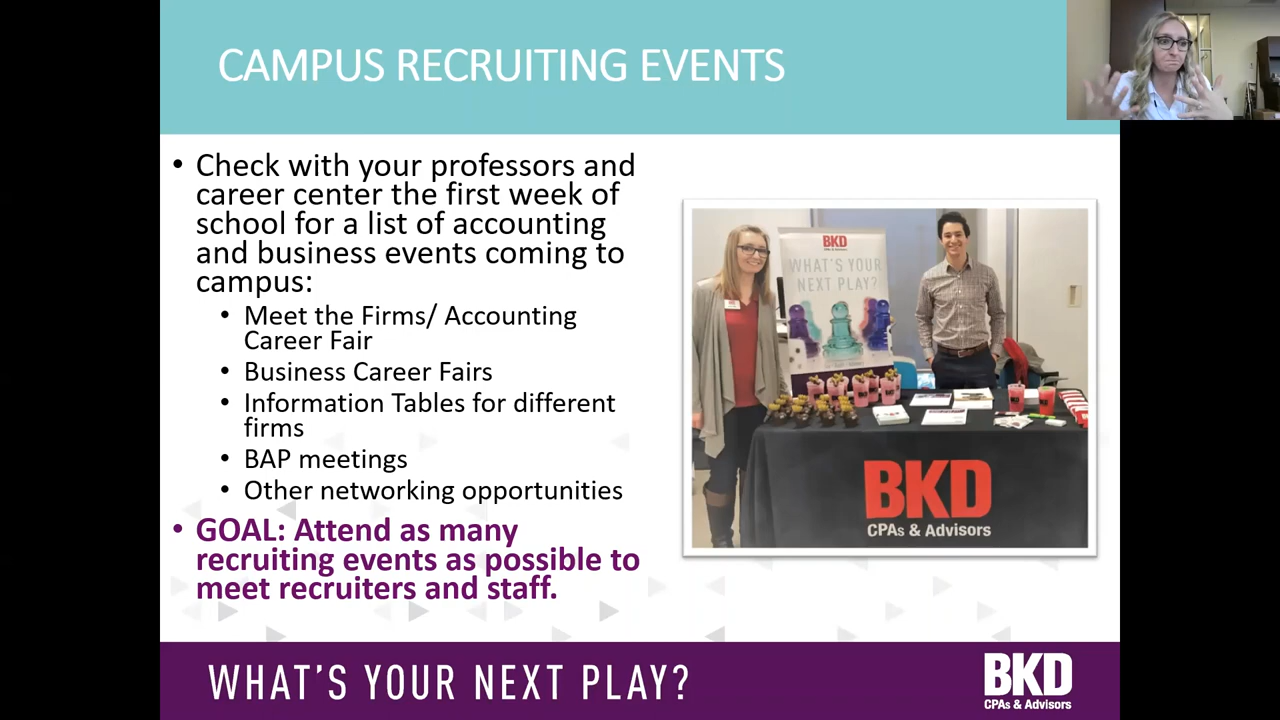 CAMPUS RECRUITING EVENTS
• Check with your professors and
career center the first week of
school for a list of accounting
and business events coming to
campus:
• Meet the Firms/ Accounting
Career Fair
• Business Career Fairs
• Information Tables for different
firms
• BAP meetings
• Other networking opportunities
• GOAL: Attend as many
recruiting events as possible to
meet recruiters and staff.
BKD
CPAs & Advisors
WHAT'S YOUR
NEXT PLAY?
BKD
CPAs & Advisors
WHAT'S YOUR NEXT PLAY?
BKD
CPAs & Advisors